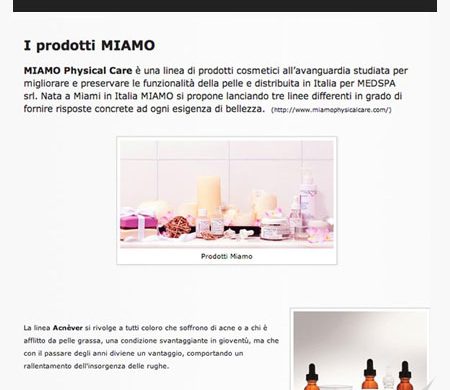 I prodotti MIAMO
MIAMO Physical Care è una linea di prodotti cosmetici all'avanguardia studiata per
migliorare e preservare le funzionalità della pelle e distribuita in Italia per MEDSPA
srl. Nata a Miami in Italia MIAMO si propone lanciando tre linee differenti in grado di
fornire risposte concrete ad ogni esigenza di bellezza. (http://www.miamophysicalcare.com/)
Prodotti Miamo
La linea Acnèver si rivolge a tutti coloro che soffrono di acne o a chi è
afflitto da pelle grassa, una condizione svantaggiante in gioventù, ma che
con il passare degli anni diviene un vantaggio, comportando un
rallentamento dell'insorgenza delle rughe.